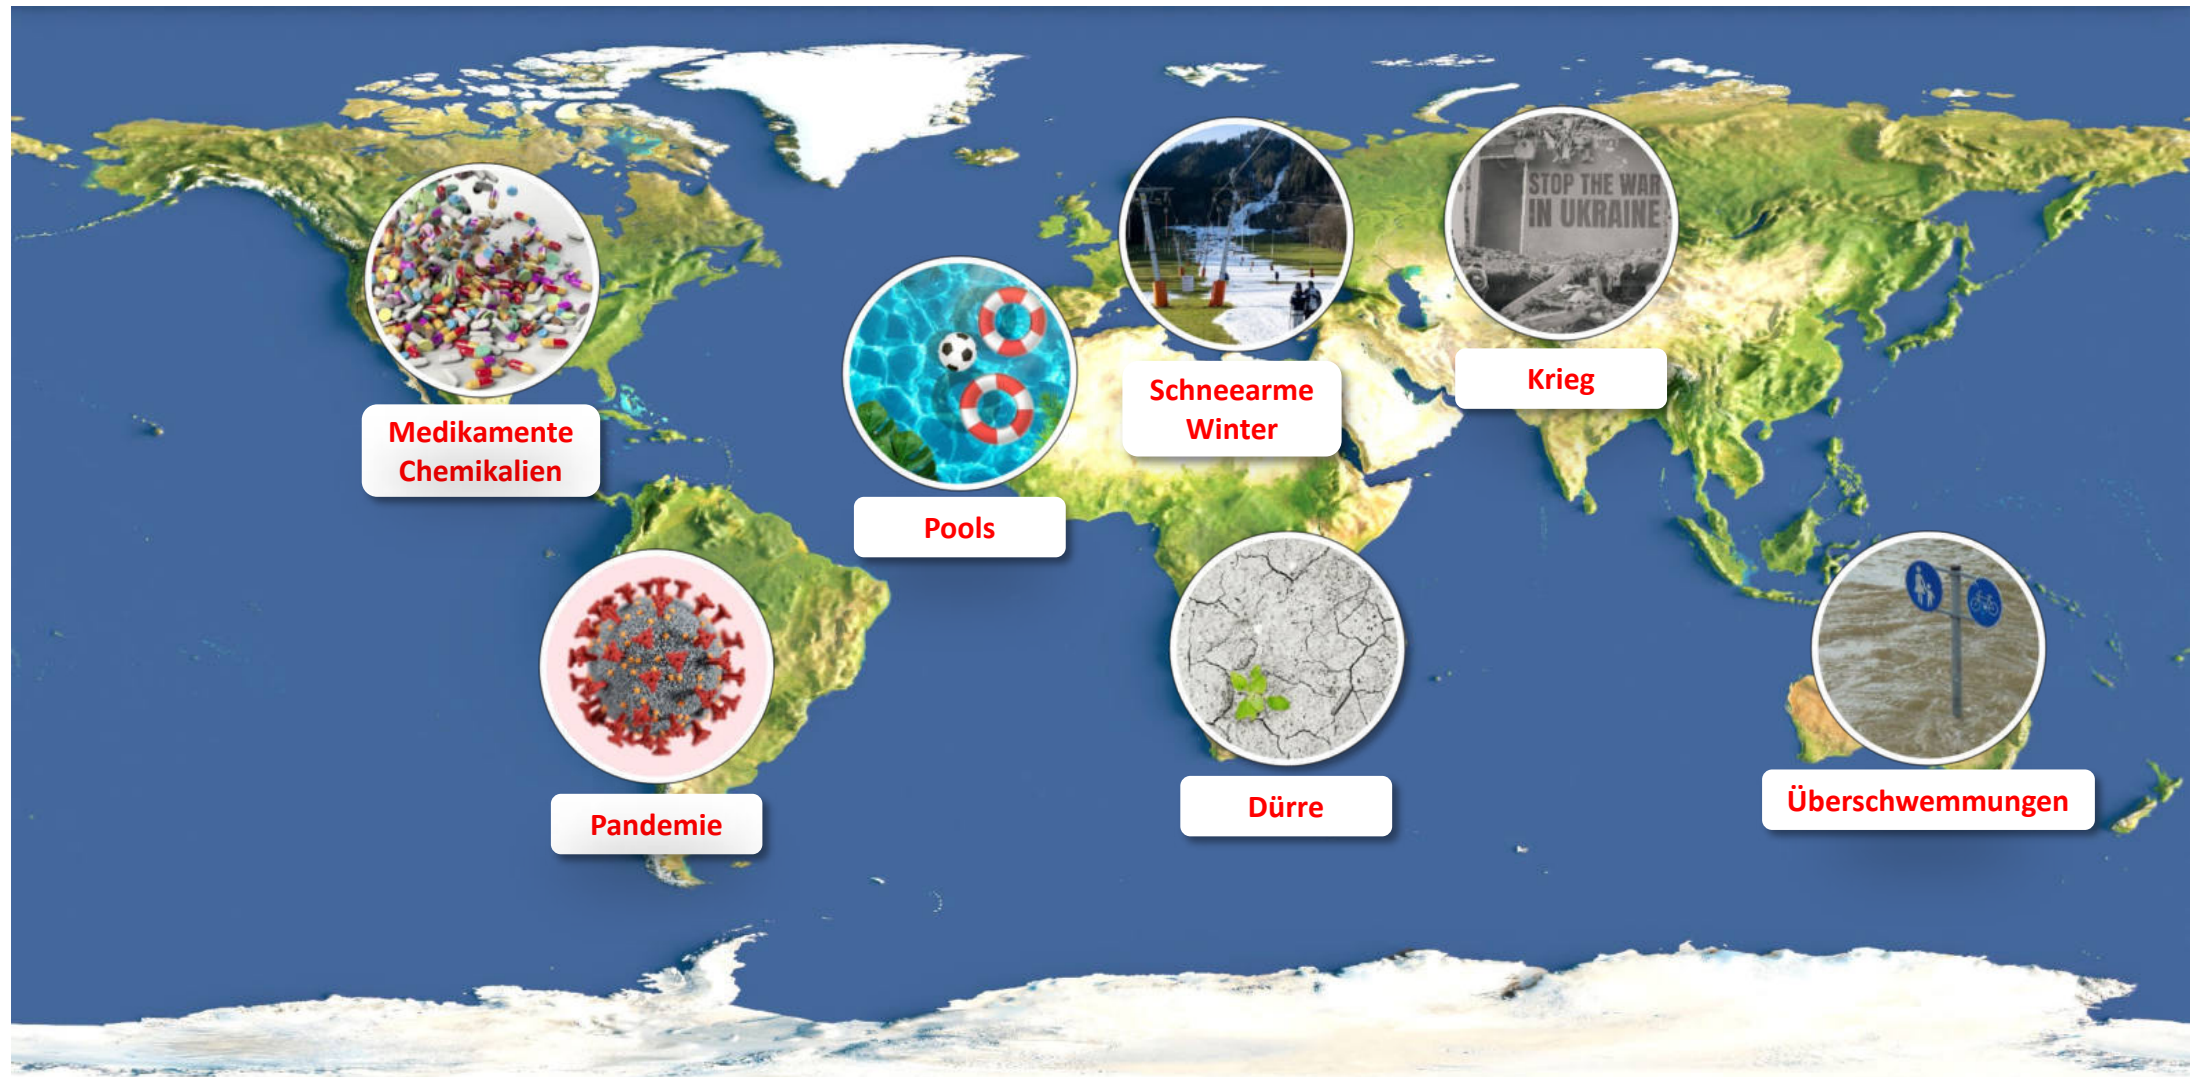 STOP THE WAR
IN UKRAINE
Medikamente
Chemikalien
Pools
Schneearme
Winter
Krieg
Pandemie
Dürre
Überschwemmungen